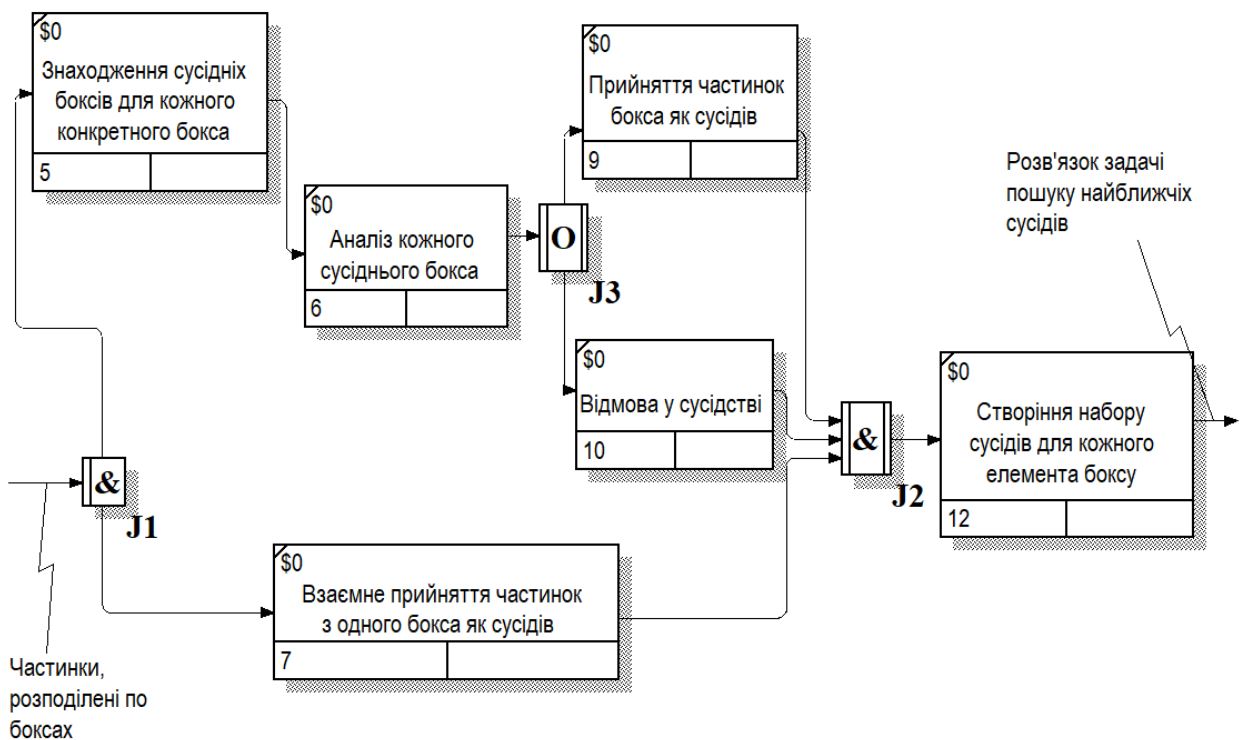 $0
Знаходження сусідніх
боксів для кожного
конкретного бокса
5
$0
Аналіз кожного
сусіднього бокса
6
O
J3
$0
Прийняття частинок
бокса як сусідів
9
$0
Відмова у сусідстві
10
&
J1
$0
Взаємне прийняття частинок
з одного бокса як сусідів
7
&
J2
$0
Створіння набору
сусідів для кожного
елемента боксу
12
Розв'язок задачі
пошуку найближчіх
сусідів
Частинки,
розподілені по
боксах